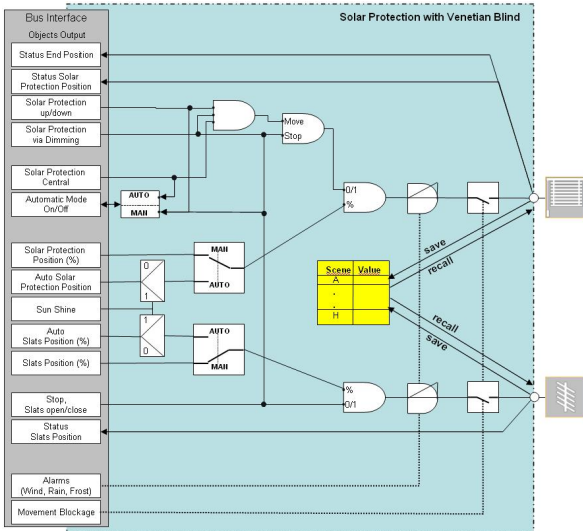 Solar Protection with Venetian Blind
Bus Interface
Objects Output
Status End Position
Status Solar
Protection Position
Solar Protection
up/down
Solar Protection
via Dimming
Solar Protection
Central
Automatic Mode
On/Off
Solar Protection
Position (%)
Auto Solar
Protection Position
Sun Shine
Auto
Slats Position (%)
Slats Position (%)
Stop,
Slats open/close
Status
Slats Position
Alarms
(Wind, Rain, Frost)
Movement Blockage
AUTO
MAN
0
1
1
0
MAN
AUTO
AUTO
MAN
Move
Stop
0/1
%
%
0/1
Scene Value
A
.
.
H
save
recall
recall
save